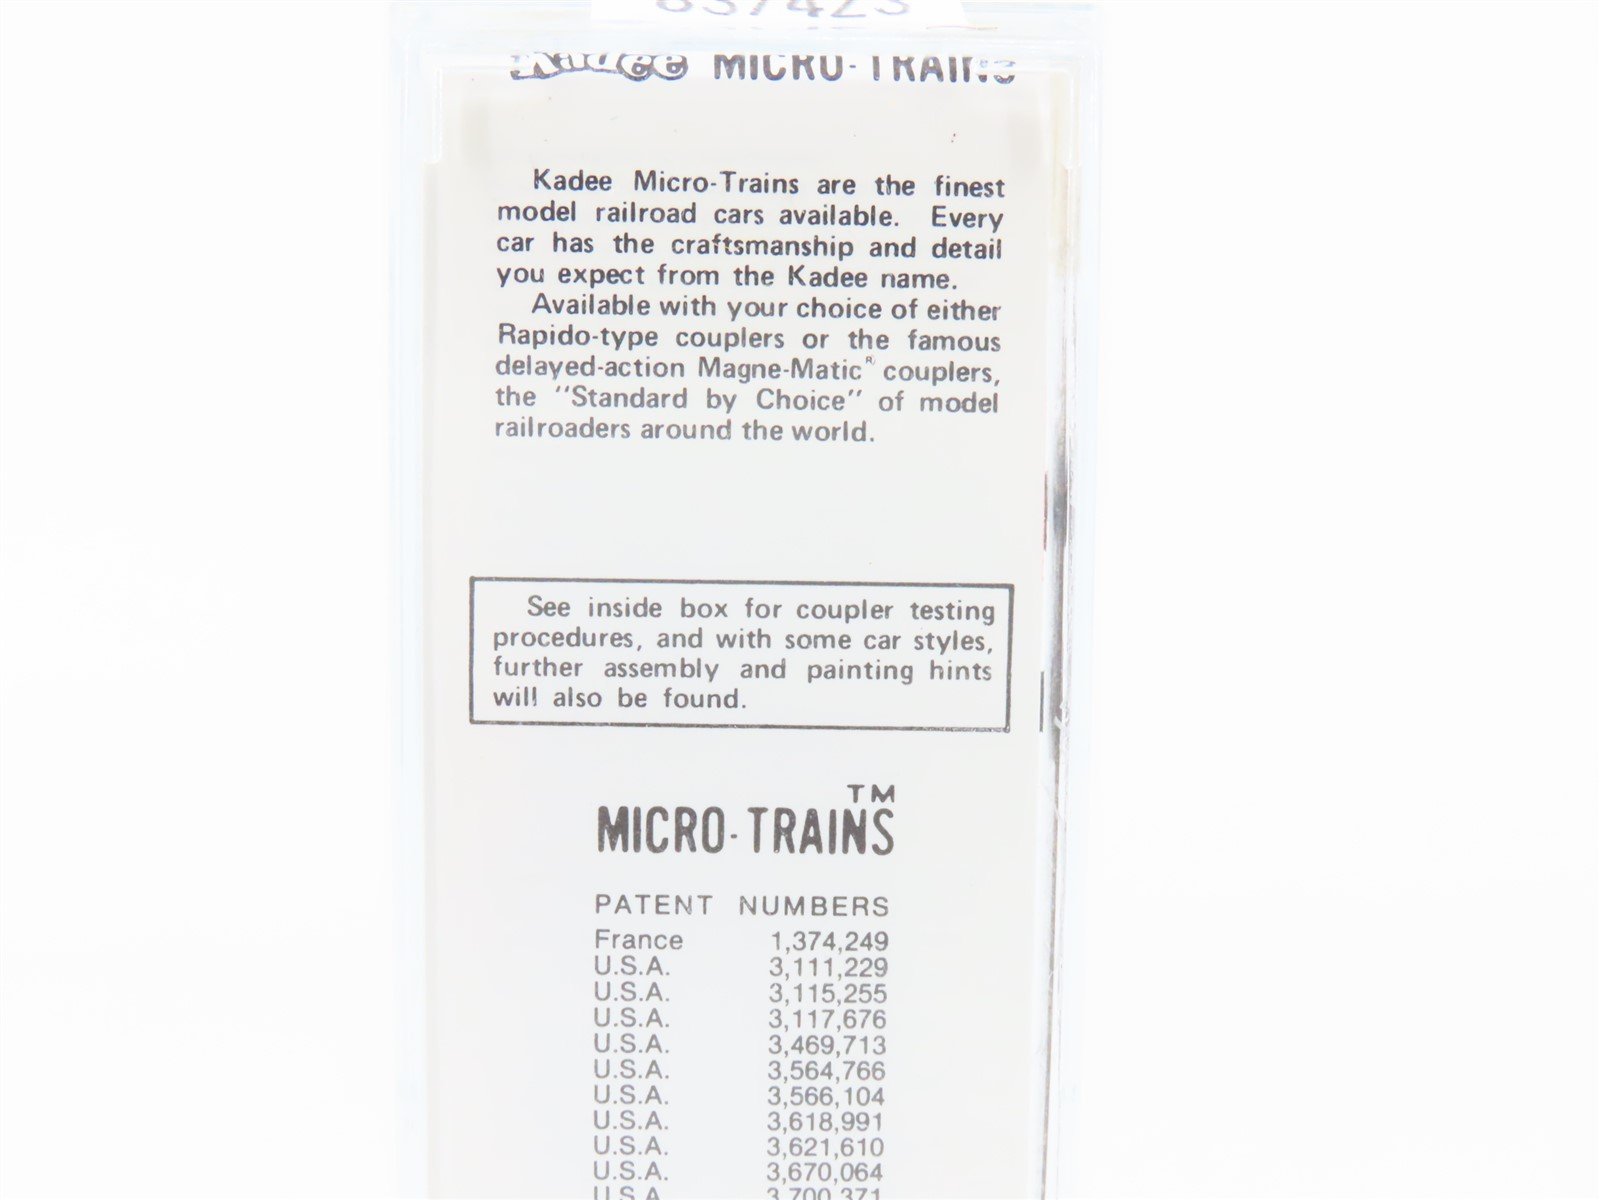 837423
Kadee MICRO-TRAINS
Kadee Micro-Trains are the finest
model railroad cars available. Every
car has the craftsmanship and detail
you expect from the Kadee name.
Available with your choice of either
Rapido-type couplers or the famous
delayed-action Magne-Matic® couplers,
the "Standard by Choice" of model
railroaders around the world.
See inside box for coupler testing
procedures, and with some car styles,
further assembly and painting hints
will also be found.
MICRO-TRAINS™
PATENT NUMBERS
France 1,374,249
U.S.A. 3,111,229
U.S.A. 3,115,255
U.S.A. 3,117,676
U.S.A. 3,469,713
U.S.A. 3,564,766
U.S.A. 3,566,104
U.S.A. 3,618,991
U.S.A. 3,621,610
U.S.A. 3,670,064
U.S.A. 3,700,371